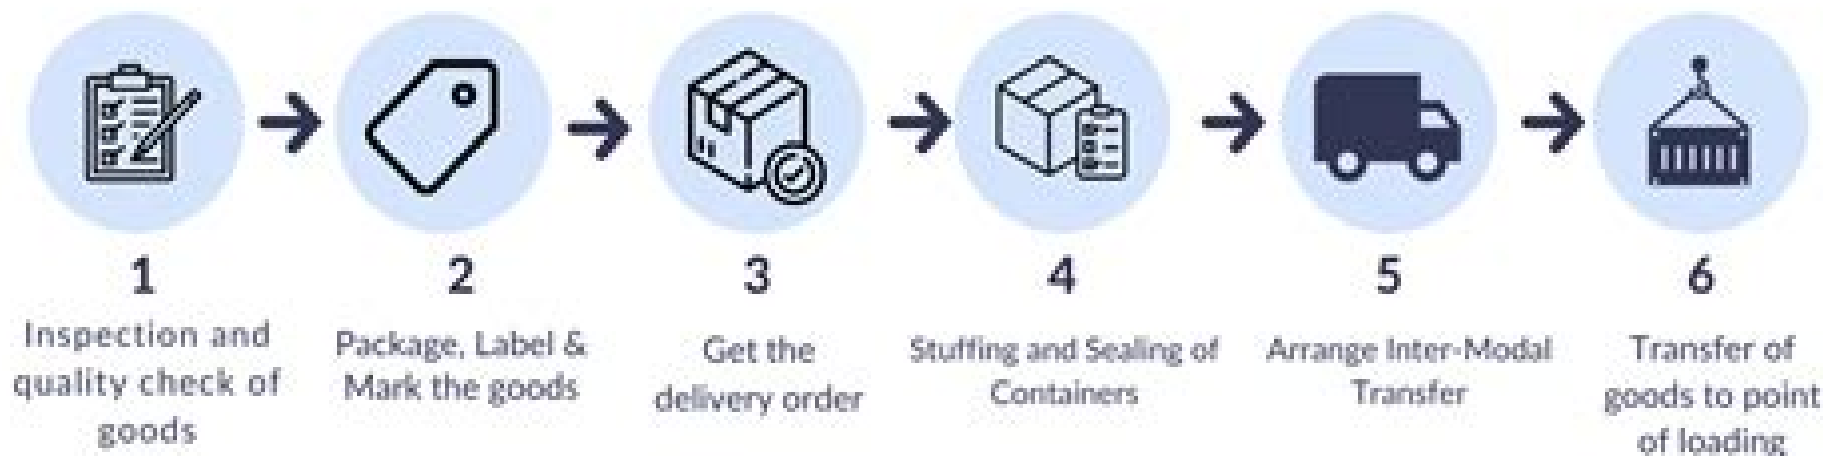 1
Inspection and
quality check of
goods
2
Package, Label &
Mark the goods
3
Get the
delivery order
4
Stuffing and Sealing of
Containers
5
Arrange Inter-Modal
Transfer
6
Transfer of
goods to point
of loading